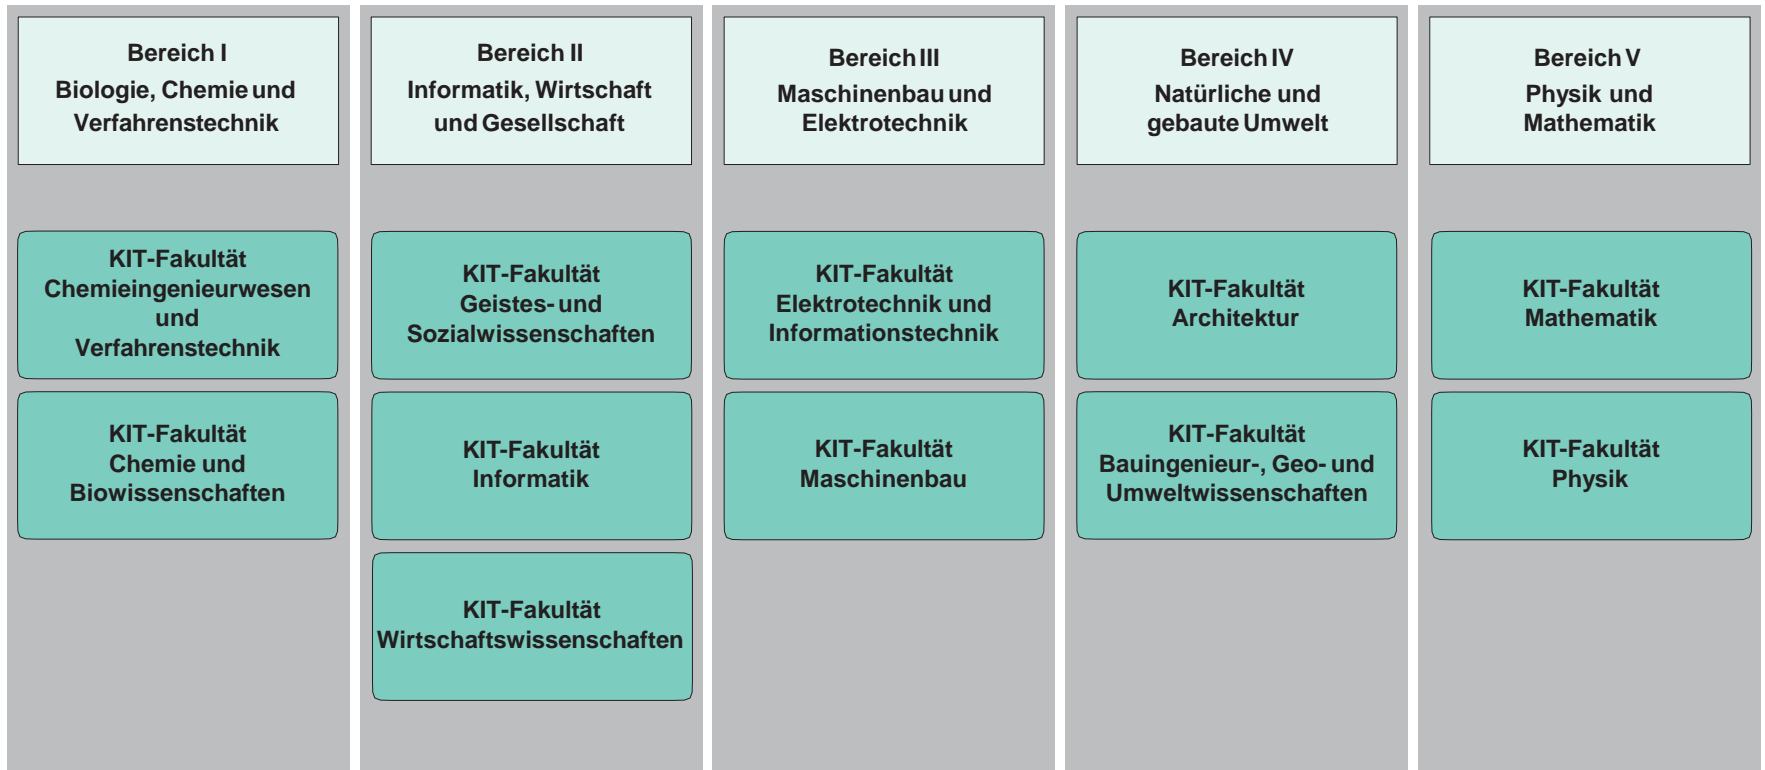 Bereich I
Biologie, Chemie und
Verfahrenstechnik
KIT-Fakultät
Chemieingenieurwesen
und
Verfahrenstechnik
KIT-Fakultät
Chemie und
Biowissenschaften
Bereich II
Informatik, Wirtschaft
und Gesellschaft
KIT-Fakultät
Geistes- und
Sozialwissenschaften
KIT-Fakultät
Informatik
KIT-Fakultät
Wirtschaftswissenschaften
Bereich III
Maschinenbau und
Elektrotechnik
KIT-Fakultät
Elektrotechnik und
Informationstechnik
KIT-Fakultät
Maschinenbau
Bereich IV
Natürliche und
gebaute Umwelt
KIT-Fakultät
Architektur
KIT-Fakultät
Bauingenieur-, Geo- und
Umweltwissenschaften
Bereich V
Physik und
Mathematik
KIT-Fakultät
Mathematik
KIT-Fakultät
Physik